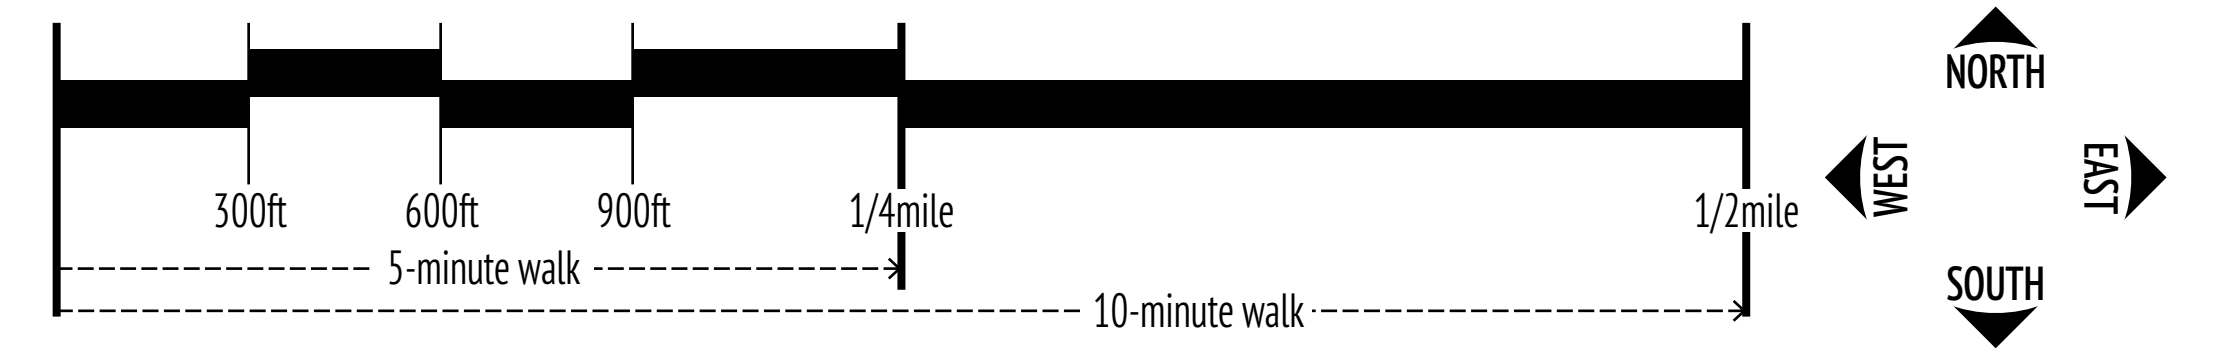 NORTH
WEST
EAST
300ft
600ft
900ft
1/4mile
1/2mile
5-minute walk
SOUTH
10-minute walk